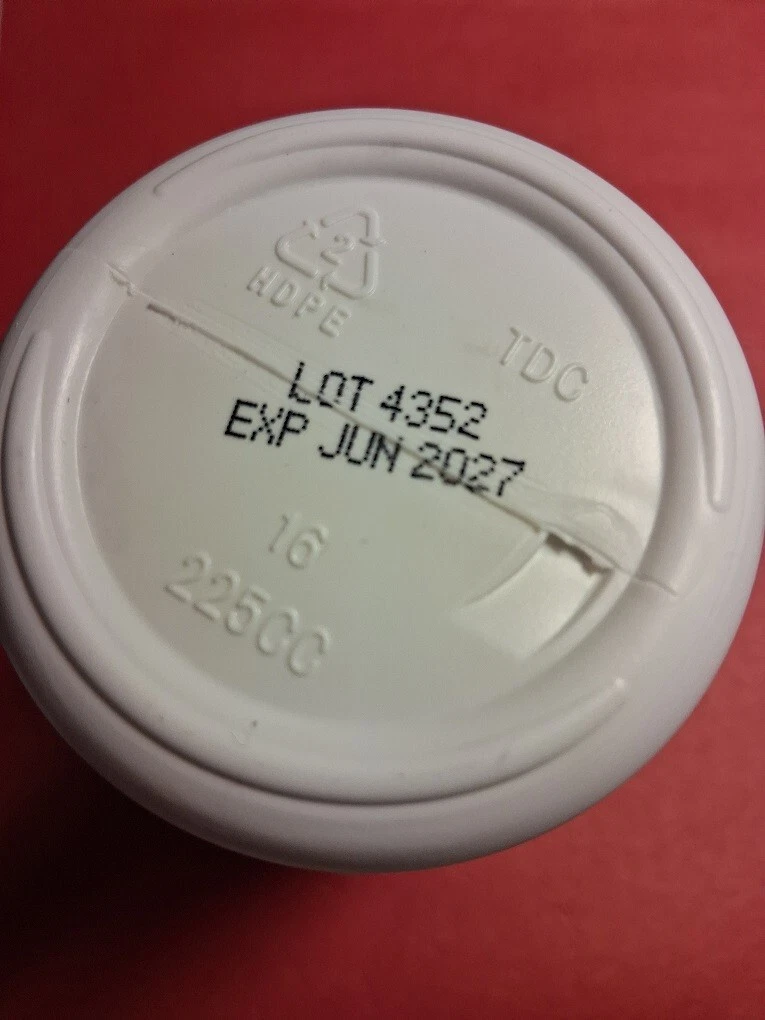 2
HDPE
TDC
LOT 4352
EXP JUN 2027
16
225CC